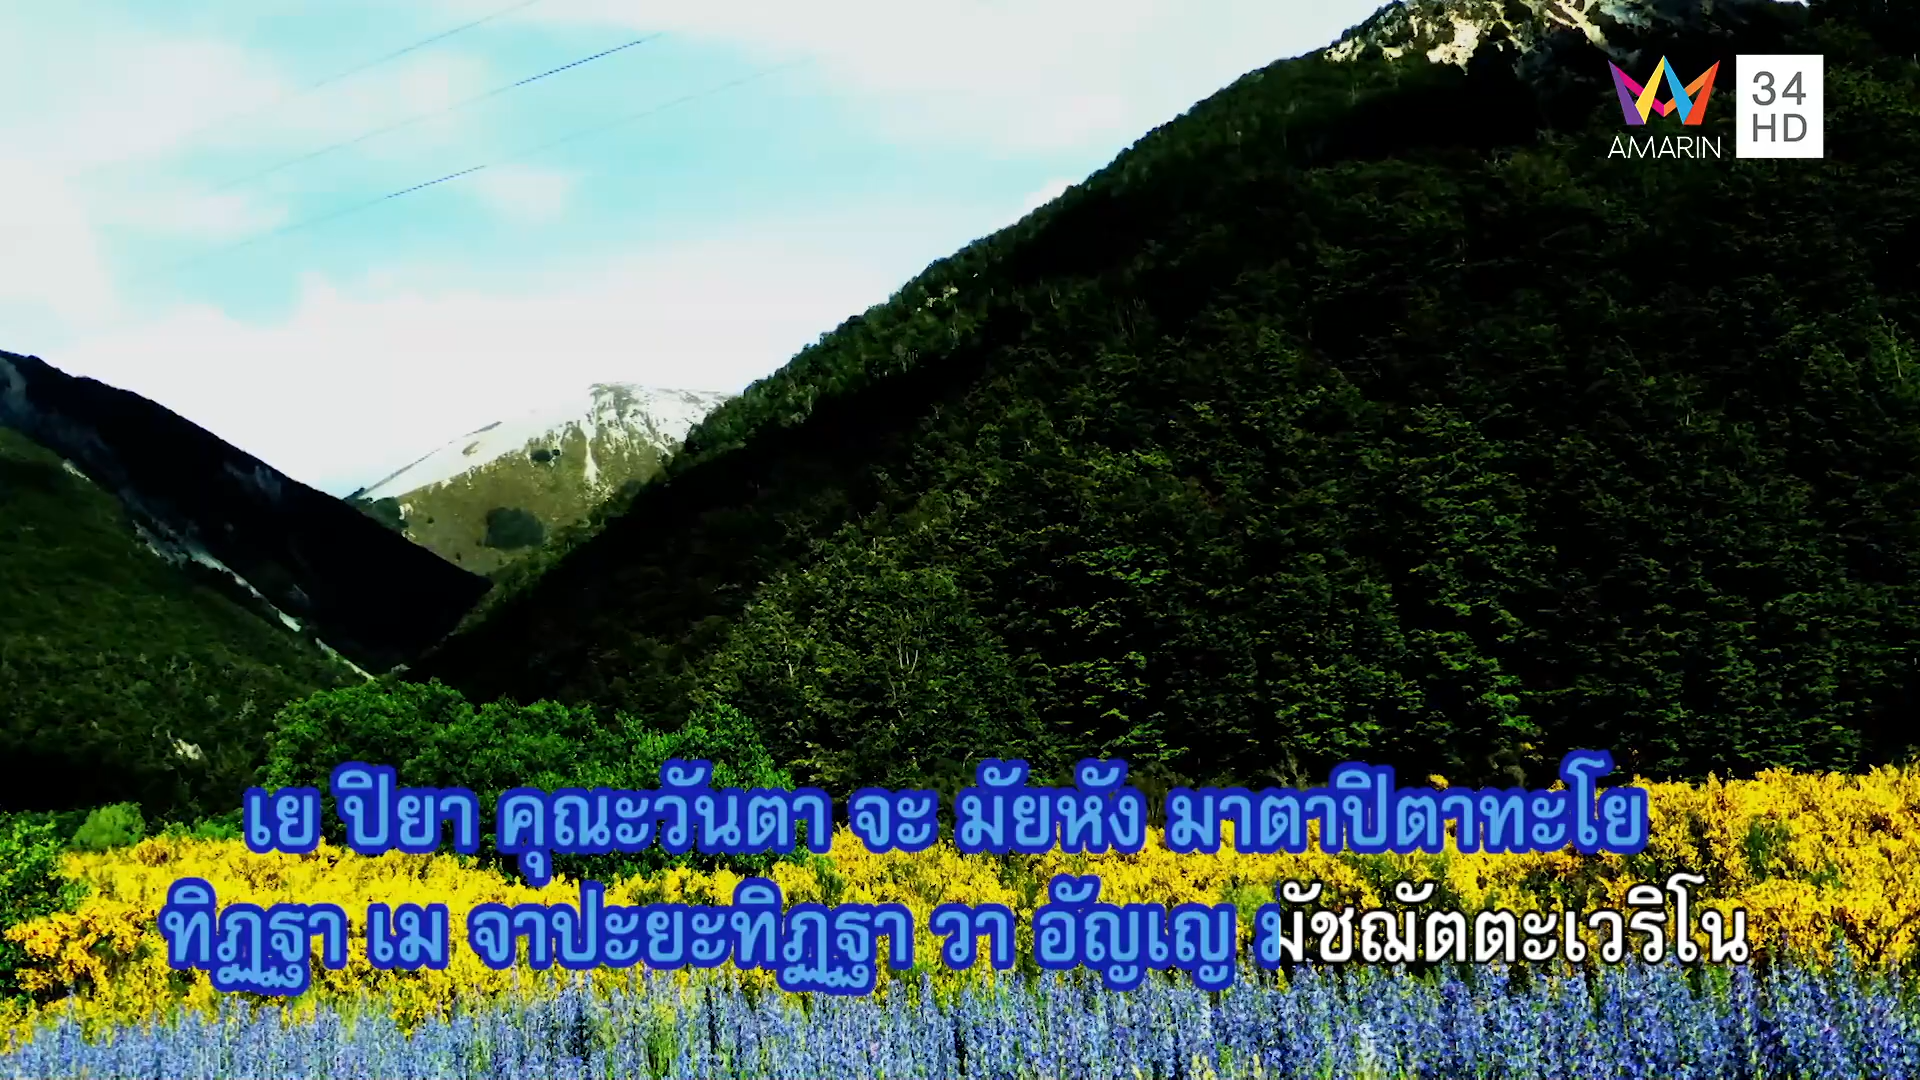 34
HD
AMARIN
เย ปิยา คุณะวันตา จะ มัยหัง มาตาปิตาทะโย
ทิฏฐา เม จาปะยะทิฏฐา วา อัญเญ มัชฌัตตะเวริโน